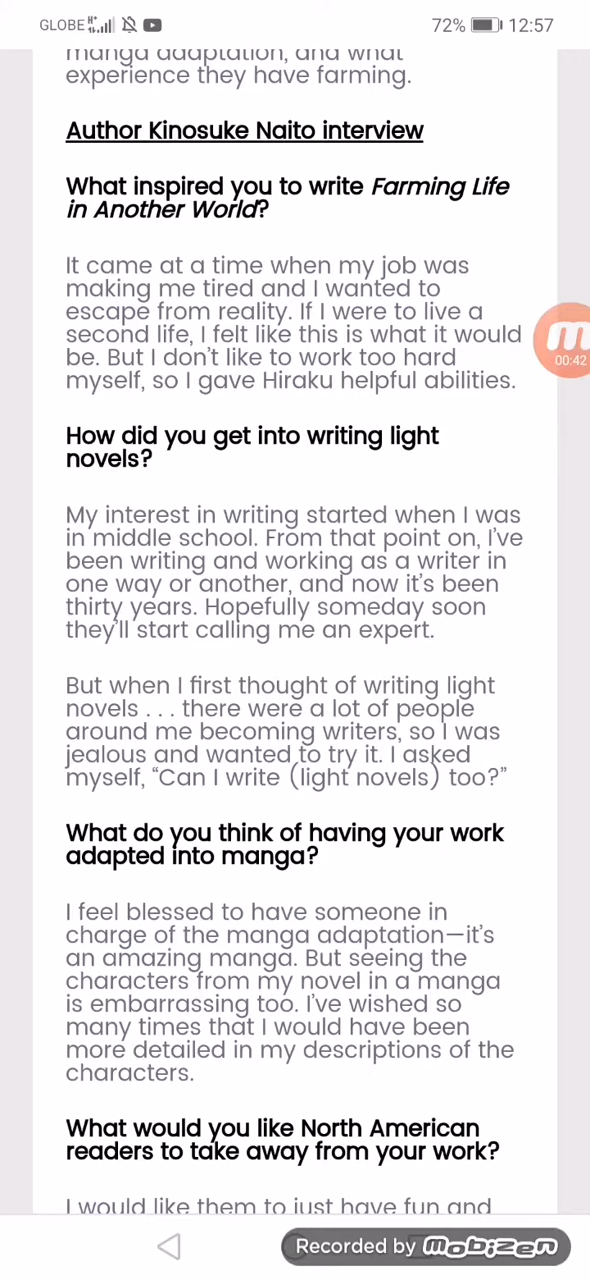 GLOBE H+ 72% 12:57
manga adaptation, and what
experience they have farming.
Author Kinosuke Naito interview
What inspired you to write Farming Life
in Another World?
It came at a time when my job was
making me tired and I wanted to
escape from reality. If I were to live a
second life, I felt like this is what it would
be. But I don’t like to work too hard
myself, so I gave Hiraku helpful abilities.
m
00:42
How did you get into writing light
novels?
My interest in writing started when I was
in middle school. From that point on, I’ve
been writing and working as a writer in
one way or another, and now it’s been
thirty years. Hopefully someday soon
they’ll start calling me an expert.
But when I first thought of writing light
novels . . . there were a lot of people
around me becoming writers, so I was
jealous and wanted to try it. I asked
myself, “Can I write (light novels) too?”
What do you think of having your work
adapted into manga?
I feel blessed to have someone in
charge of the manga adaptation—it’s
an amazing manga. But seeing the
characters from my novel in a manga
is embarrassing too. I’ve wished so
many times that I would have been
more detailed in my descriptions of the
characters.
What would you like North American
readers to take away from your work?
I would like them to just have fun and
Recorded by mobizen